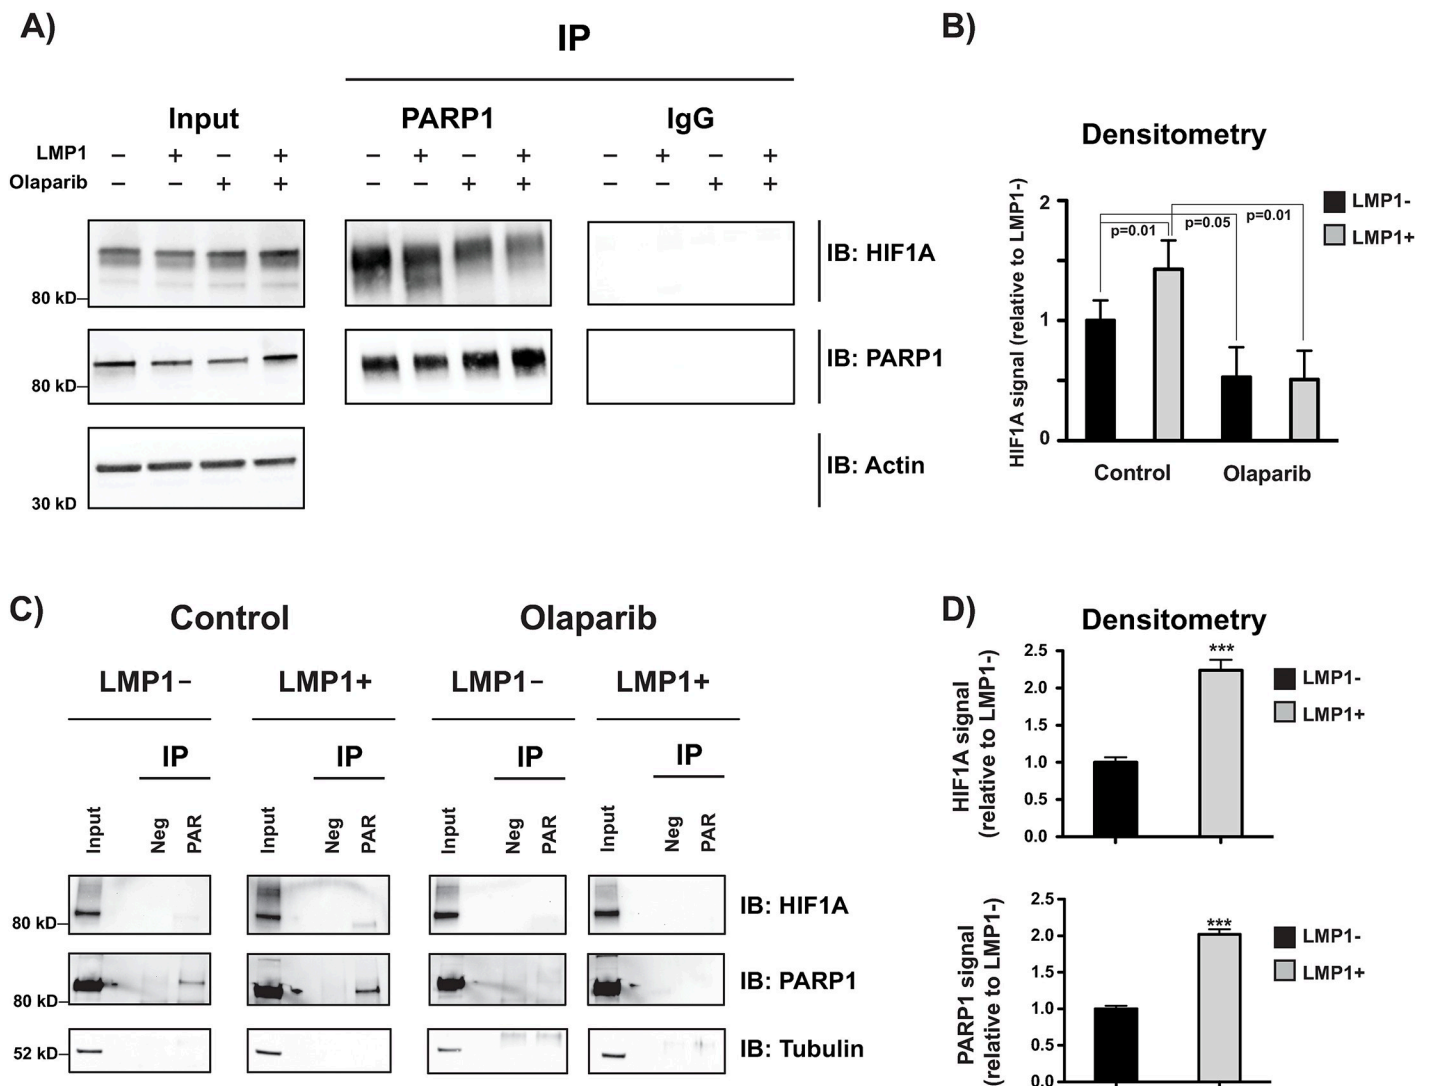 A)
IP
Input
PARP1
IgG
LMP1 − + − + − + − + − + − +
Olaparib − − + + − − + + − − + +
80 kD
IB: HIF1A
80 kD
IB: PARP1
30 kD
IB: Actin
B)
Densitometry
HIF1A signal (relative to LMP1-)
2
1
0
p=0.01
p=0.05
p=0.01
LMP1-
LMP1+
Control
Olaparib
C)
Control
Olaparib
LMP1−
LMP1+
LMP1−
LMP1+
IP
IP
IP
IP
Input Neg PAR
Input Neg PAR
Input Neg PAR
Input Neg PAR
80 kD
IB: HIF1A
80 kD
IB: PARP1
52 kD
IB: Tubulin
D)
Densitometry
HIF1A signal
(relative to LMP1-)
2.5
2.0
1.5
1.0
0.5
0.0
***
LMP1-
LMP1+
PARP1 signal
(relative to LMP1-)
2.5
2.0
1.5
1.0
0.5
0.0
***
LMP1-
LMP1+